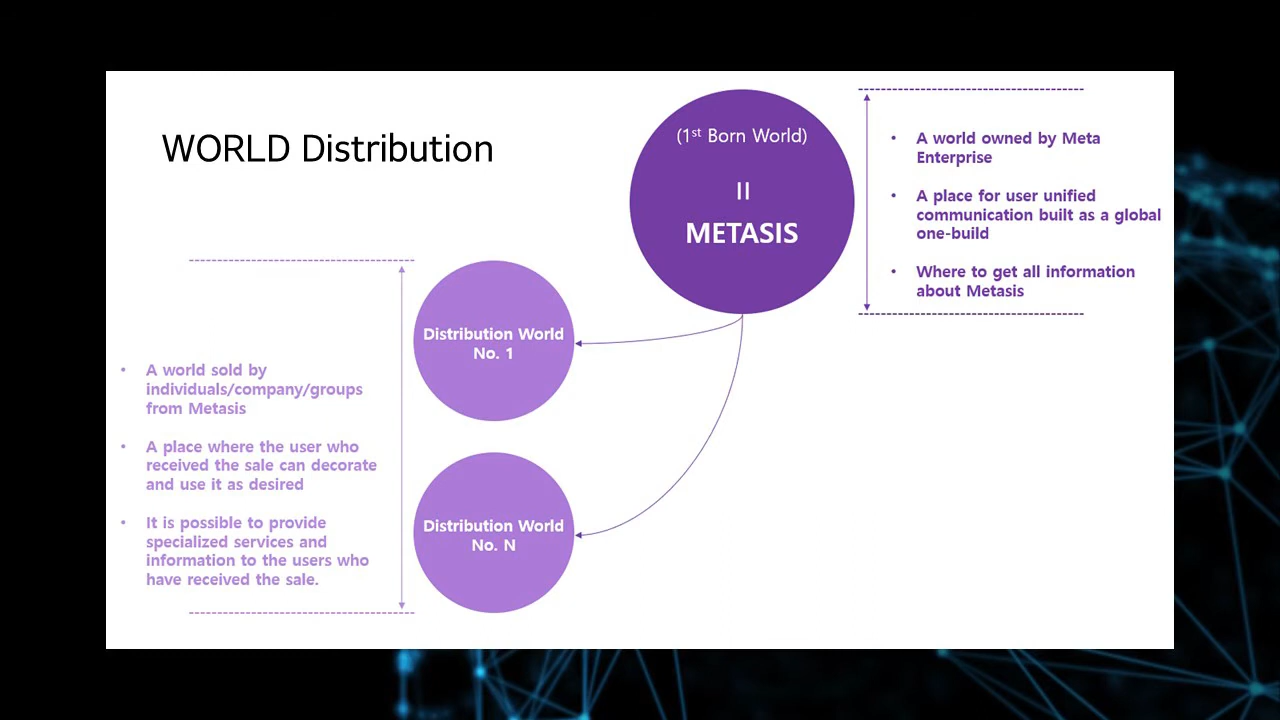 WORLD Distribution
(1st Born World)
II
METASIS
• A world owned by Meta
Enterprise
• A place for user unified
communication built as a global
one-build
• Where to get all information
about Metasis
Distribution World
No. 1
Distribution World
No. N
• A world sold by
individuals/company/groups
from Metasis
• A place where the user who
received the sale can decorate
and use it as desired
• It is possible to provide
specialized services and
information to the users who
have received the sale.